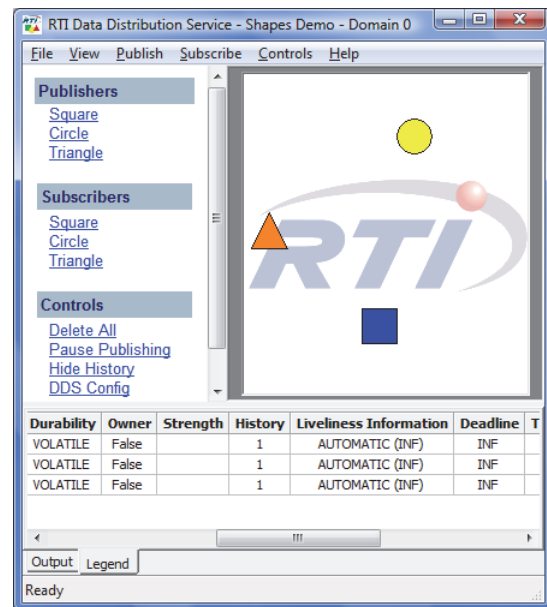 RTI Data Distribution Service - Shapes Demo - Domain 0
File View Publish Subscribe Controls Help
Publishers
Square
Circle
Triangle
Subscribers
Square
Circle
Triangle
Controls
Delete All
Pause Publishing
Hide History
DDS Config
RTI
Durability Owner Strength History Liveliness Information Deadline T
VOLATILE False 1 AUTOMATIC (INF) INF
VOLATILE False 1 AUTOMATIC (INF) INF
VOLATILE False 1 AUTOMATIC (INF) INF
Output Legend
Ready